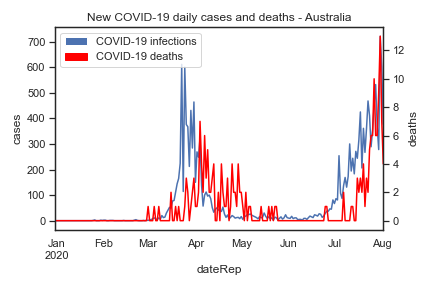 New COVID-19 daily cases and deaths - Australia
COVID-19 infections
COVID-19 deaths
700
600
500
400
300
200
100
0
cases
12
10
8
6
4
2
0
deaths
Jan Feb Mar Apr May Jun Jul Aug
2020
dateRep